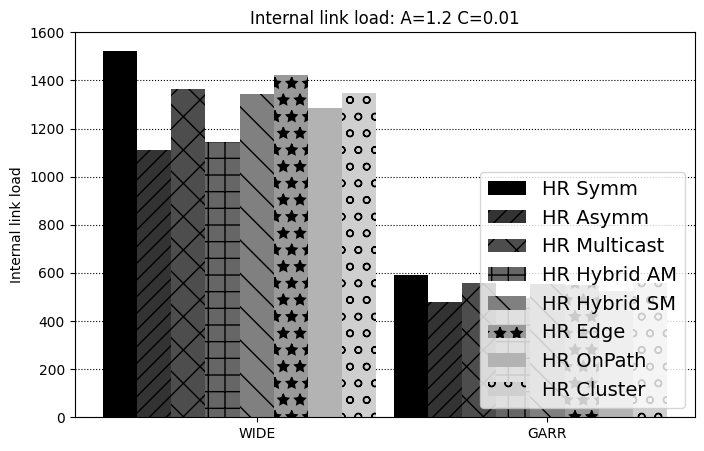 Internal link load: A=1.2 C=0.01
1600
1400
1200
1000
800
600
400
200
0
Internal link load
HR Symm
HR Asymm
HR Multicast
HR Hybrid AM
HR Hybrid SM
HR Edge
HR OnPath
HR Cluster
WIDE
GARR